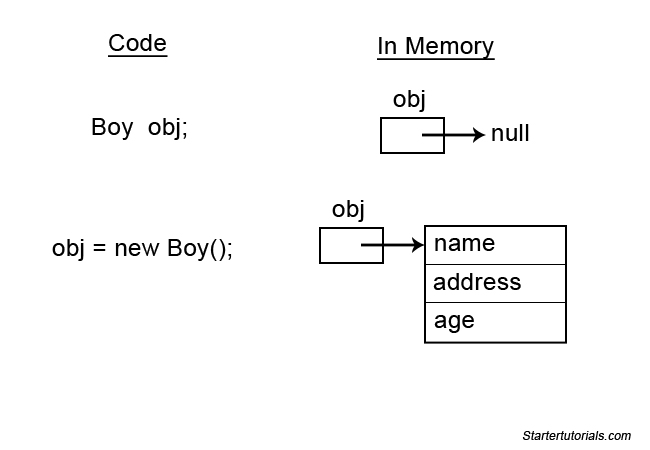 Code
In Memory
obj
Boy obj;
null
obj
obj = new Boy();
name
address
age
Startertutorials.com